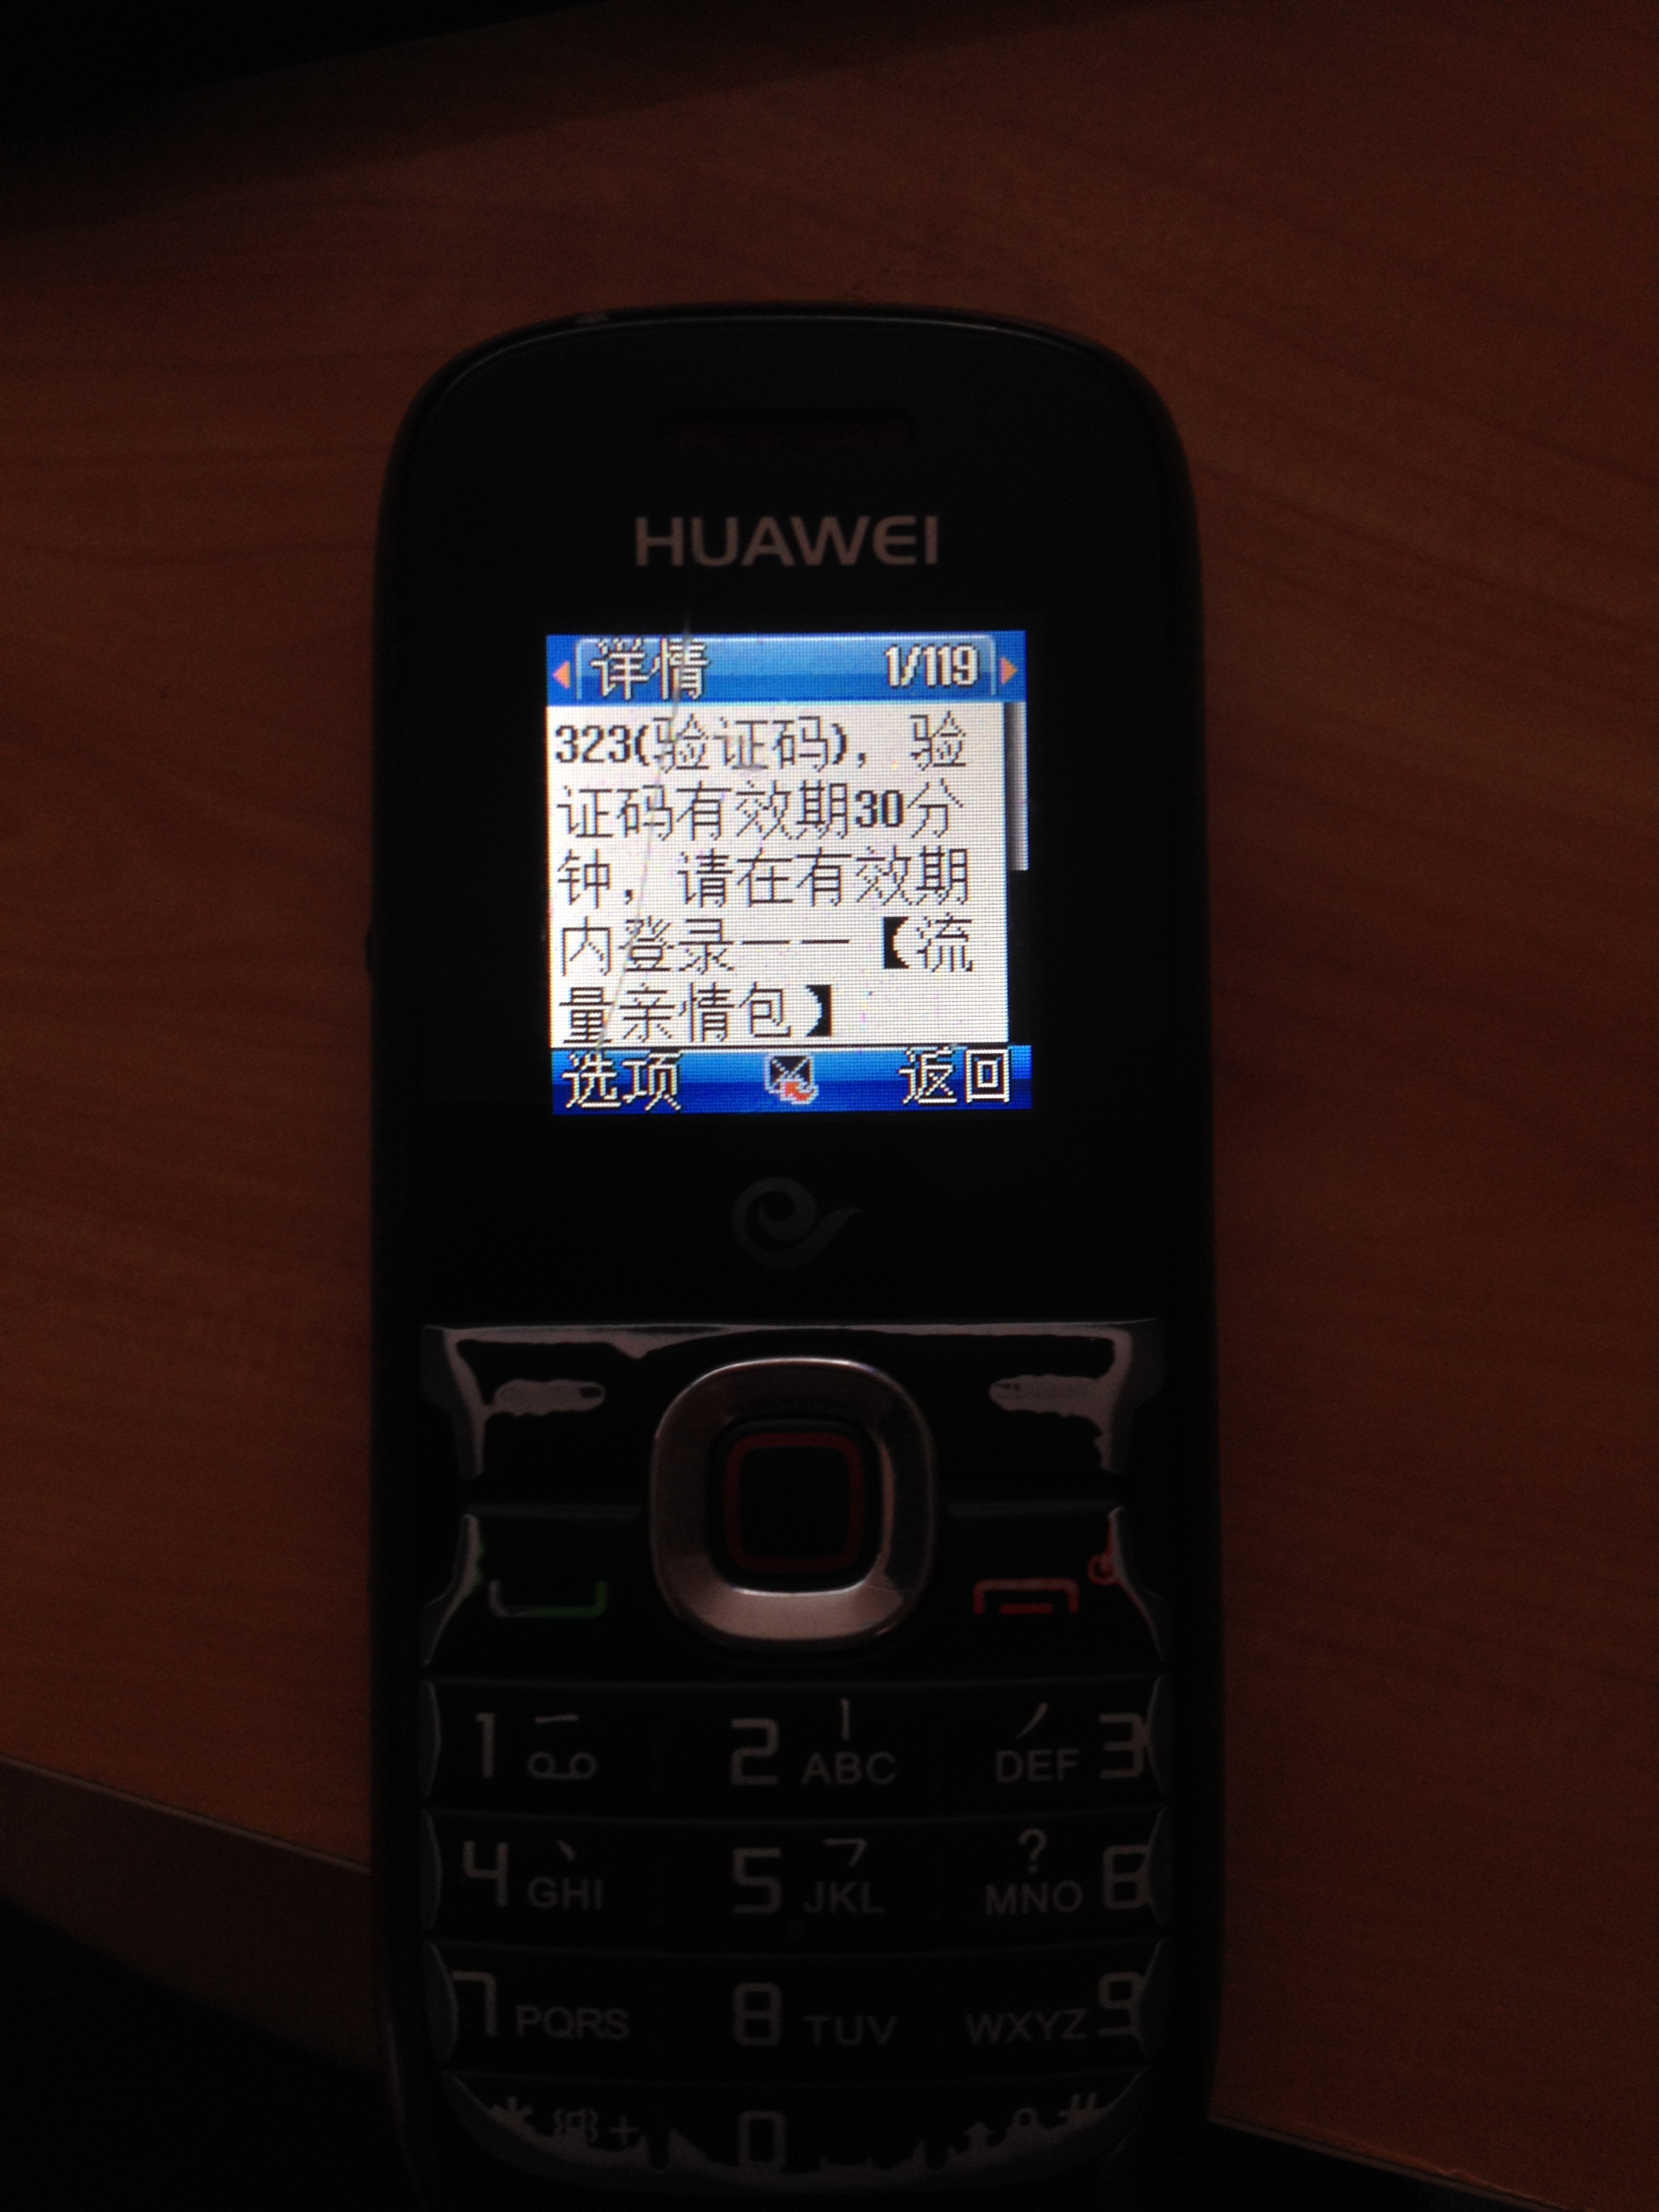 HUAWEI
详情 1/119
323(验证码)，验
证码有效期30分
钟，请在有效期
内登录——【流
量亲情包】
选项 返回
1 2 ABC DEF 3
4 GHI 5 JKL ? MNO 6
7 PQRS 8 TUV WXYZ 9
* + 0 #